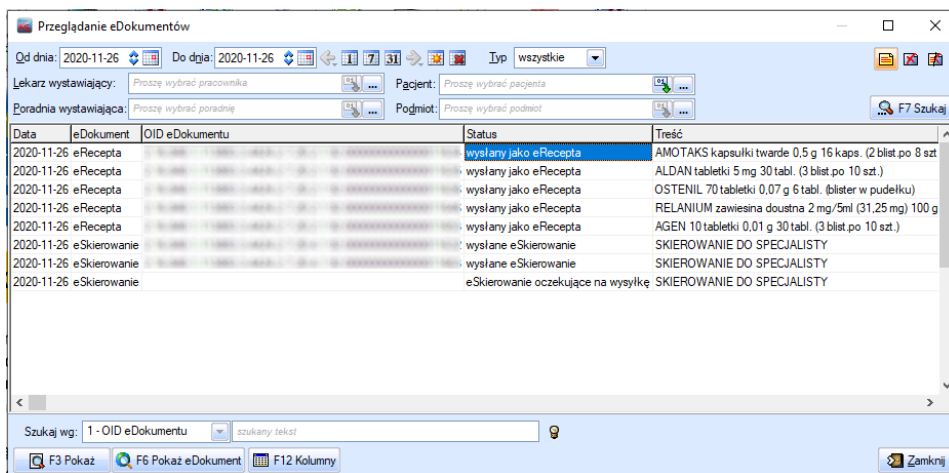 Przeglądanie eDokumentów
Od dnia: 2020-11-26 Do dnia: 2020-11-26 1 7 31 Typ wszystkie
Lekarz wystawiający: Proszę wybrać pracownika ... Pacjent: Proszę wybrać pacjenta ...
Poradnia wystawiająca: Proszę wybrać poradnię ... Podmiot: Proszę wybrać podmiot ... F7 Szukaj
Data eDokument OID eDokumentu Status Treść
2020-11-26 eRecepta wysłany jako eRecepta AMOTAKS kapsułki twarde 0,5 g 16 kaps. (2 blist.po 8 szt
2020-11-26 eRecepta wysłany jako eRecepta ALDAN tabletki 5 mg 30 tabl. (3 blist.po 10 szt.)
2020-11-26 eRecepta wysłany jako eRecepta OSTENIL 70 tabletki 0,07 g 6 tabl. (blister w pudełku)
2020-11-26 eRecepta wysłany jako eRecepta RELANIUM zawiesina doustna 2 mg/5ml (31,25 mg) 100 g
2020-11-26 eRecepta wysłany jako eRecepta AGEN 10 tabletki 0,01 g 30 tabl. (3 blist.po 10 szt.)
2020-11-26 eSkierowanie wysłane eSkierowanie SKIEROWANIE DO SPECJALISTY
2020-11-26 eSkierowanie wysłane eSkierowanie SKIEROWANIE DO SPECJALISTY
2020-11-26 eSkierowanie eSkierowanie oczekujące na wysyłkę SKIEROWANIE DO SPECJALISTY
Szukaj wg: 1 - OID eDokumentu szukany tekst
F3 Pokaż F6 Pokaż eDokument F12 Kolumny Zamknij